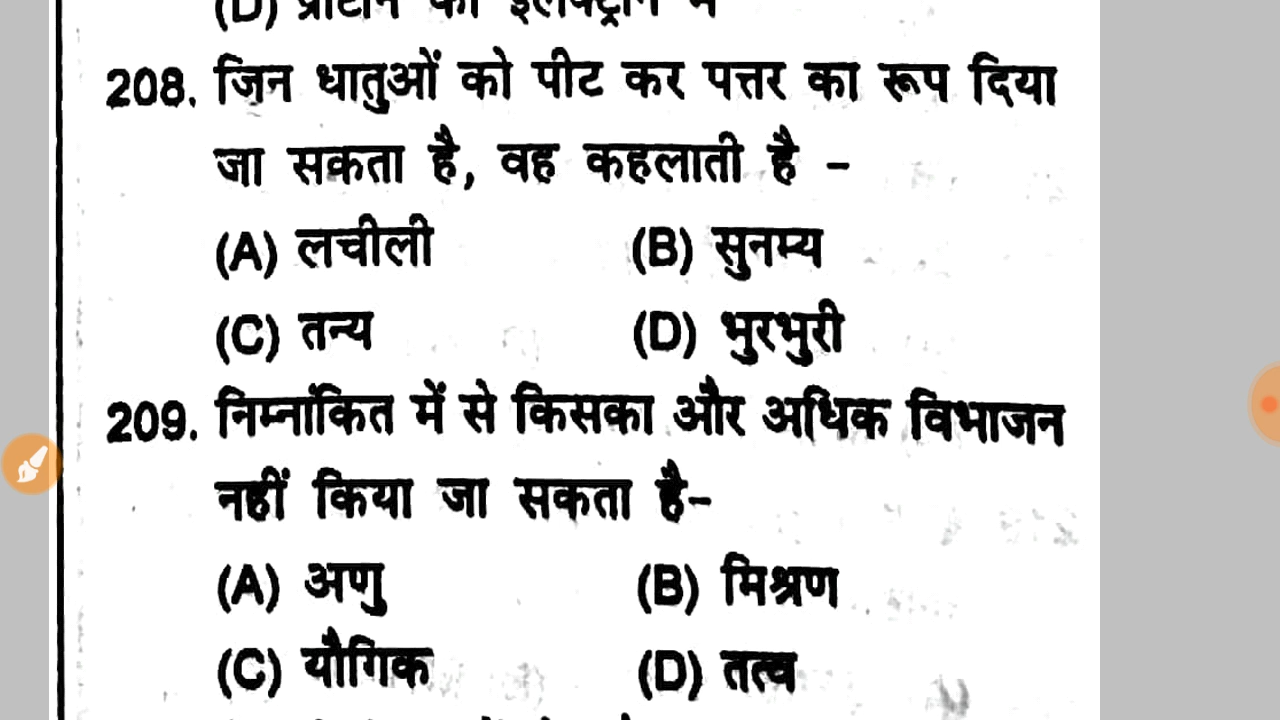 (D) प्रोटॉन को इलेक्ट्रॉन में
208. जिन धातुओं को पीट कर पत्तर का रूप दिया
जा सकता है, वह कहलाती है –
(A) लचीली (B) सुनम्य
(C) तन्य (D) भुरभुरी
209. निम्नांकित में से किसका और अधिक विभाजन
नहीं किया जा सकता है–
(A) अणु (B) मिश्रण
(C) यौगिक (D) तत्व